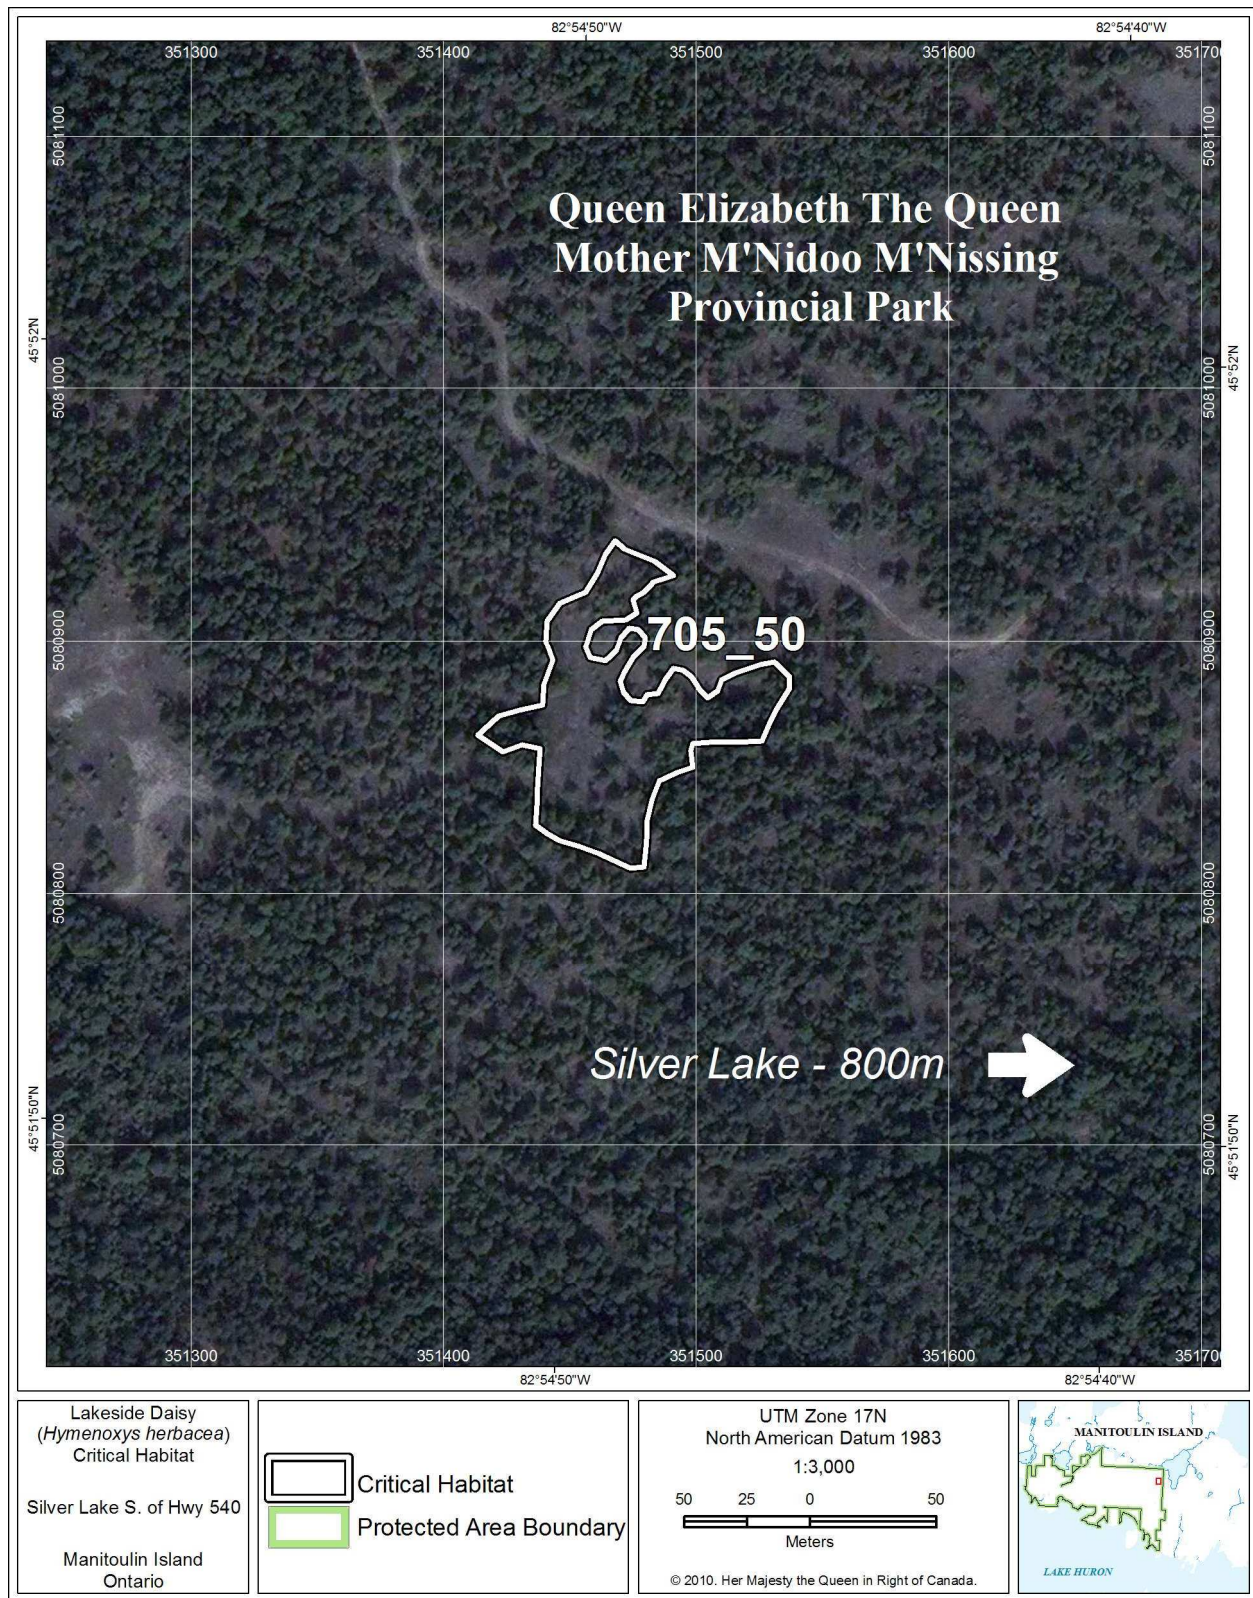 82°54'50"W
82°54'40"W
351300
351400
351500
351600
35170
5081100
5081100
Queen Elizabeth The Queen
Mother M'Nidoo M'Nissing
Provincial Park
45°52'N
45°52'N
5081000
5081000
705_50
5080900
5080900
5080800
5080800
Silver Lake - 800m
45°51'50"N
45°51'50"N
5080700
5080700
351300
351400
351500
351600
35170
82°54'50"W
82°54'40"W
Lakeside Daisy
(Hymenoxys herbacea)
Critical Habitat
Silver Lake S. of Hwy 540
Manitoulin Island
Ontario
Critical Habitat
Protected Area Boundary
UTM Zone 17N
North American Datum 1983
1:3,000
50 25 0 50
Meters
© 2010. Her Majesty the Queen in Right of Canada.
MANITOULIN ISLAND
LAKE HURON